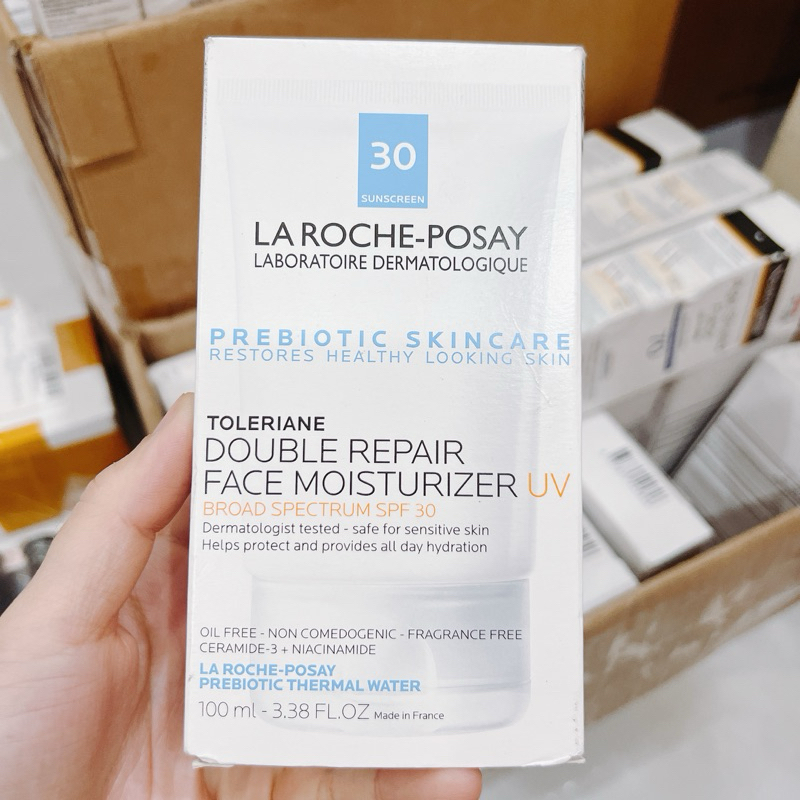 30
SUNSCREEN
LA ROCHE-POSAY
LABORATOIRE DERMATOLOGIQUE
PREBIOTIC SKINCARE
RESTORES HEALTHY LOOKING SKIN
TOLERIANE
DOUBLE REPAIR
FACE MOISTURIZER UV
BROAD SPECTRUM SPF 30
Dermatologist tested - safe for sensitive skin
Helps protect and provides all day hydration
OIL FREE - NON COMEDOGENIC - FRAGRANCE FREE
CERAMIDE-3 + NIACINAMIDE
LA ROCHE-POSAY
PREBIOTIC THERMAL WATER
100 ml - 3.38 FL.OZ Made in France